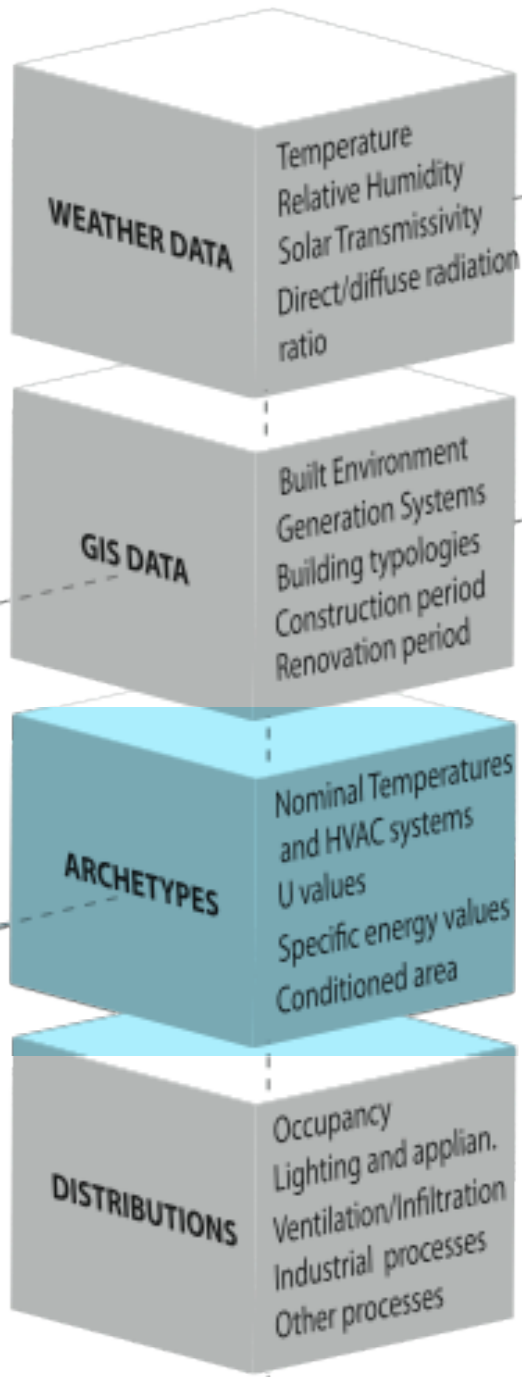 WEATHER DATA
Temperature
Relative Humidity
Solar Transmissivity
Direct/diffuse radiation
ratio
GIS DATA
Built Environment
Generation Systems
Building typologies
Construction period
Renovation period
ARCHETYPES
Nominal Temperatures
and HVAC systems
U values
Specific energy values
Conditioned area
DISTRIBUTIONS
Occupancy
Lighting and applian.
Ventilation/Infiltration
Industrial processes
Other processes